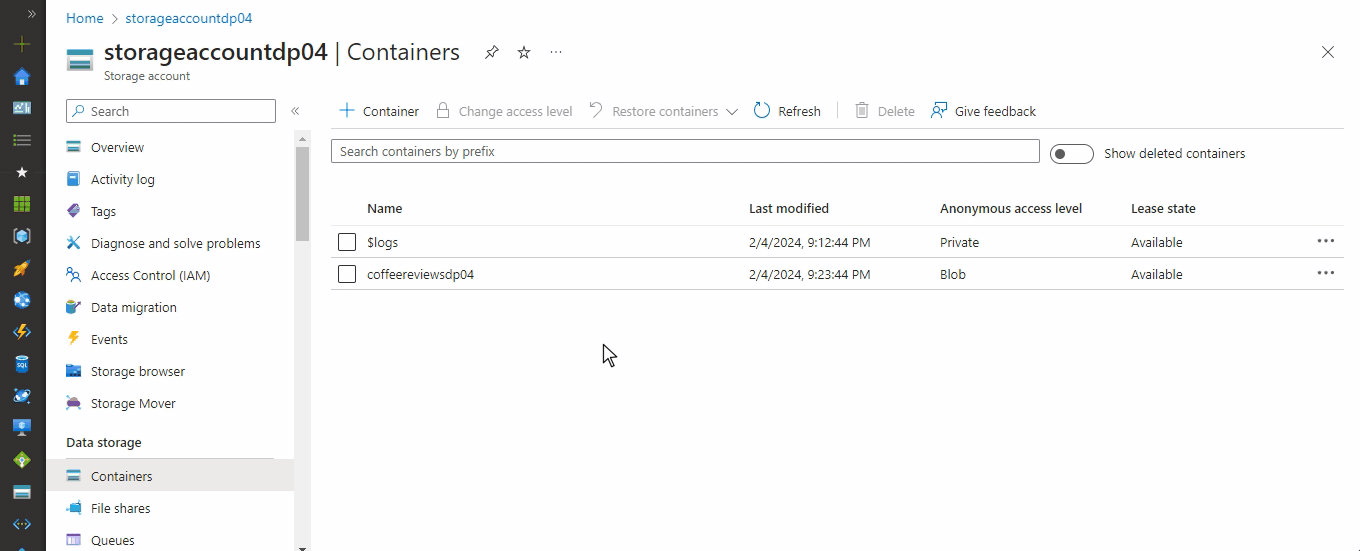 Home > storageaccountdp04
storageaccountdp04 | Containers
Storage account
Search
Container Change access level Restore containers Refresh Delete Give feedback
Search containers by prefix
Show deleted containers
Overview
Activity log
Tags
Diagnose and solve problems
Access Control (IAM)
Data migration
Events
Storage browser
Storage Mover
Data storage
Containers
File shares
Queues
Name Last modified Anonymous access level Lease state
$logs 2/4/2024, 9:12:44 PM Private Available
coffeereviewsdp04 2/4/2024, 9:23:44 PM Blob Available